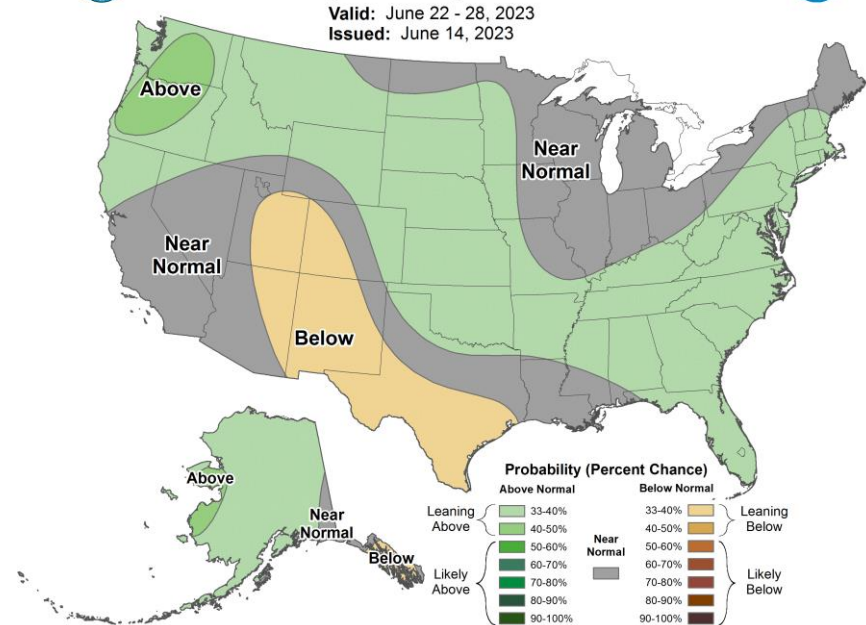 Valid: June 22 - 28, 2023
Issued: June 14, 2023
Above
Near
Normal
Near
Normal
Below
Above
Near
Normal
Below
Probability (Percent Chance)
Above Normal
Below Normal
Leaning
Above
33-40%
40-50%
Likely
Above
50-60%
60-70%
70-80%
80-90%
90-100%
Near
Normal
33-40%
40-50%
Leaning
Below
50-60%
60-70%
70-80%
80-90%
90-100%
Likely
Below